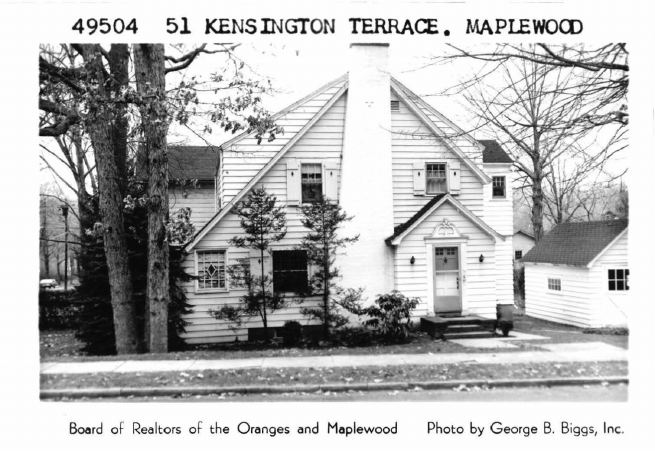 49504 51 KENSINGTON TERRACE. MAPLEWOOD
Board of Realtors of the Oranges and Maplewood Photo by George B. Biggs, Inc.